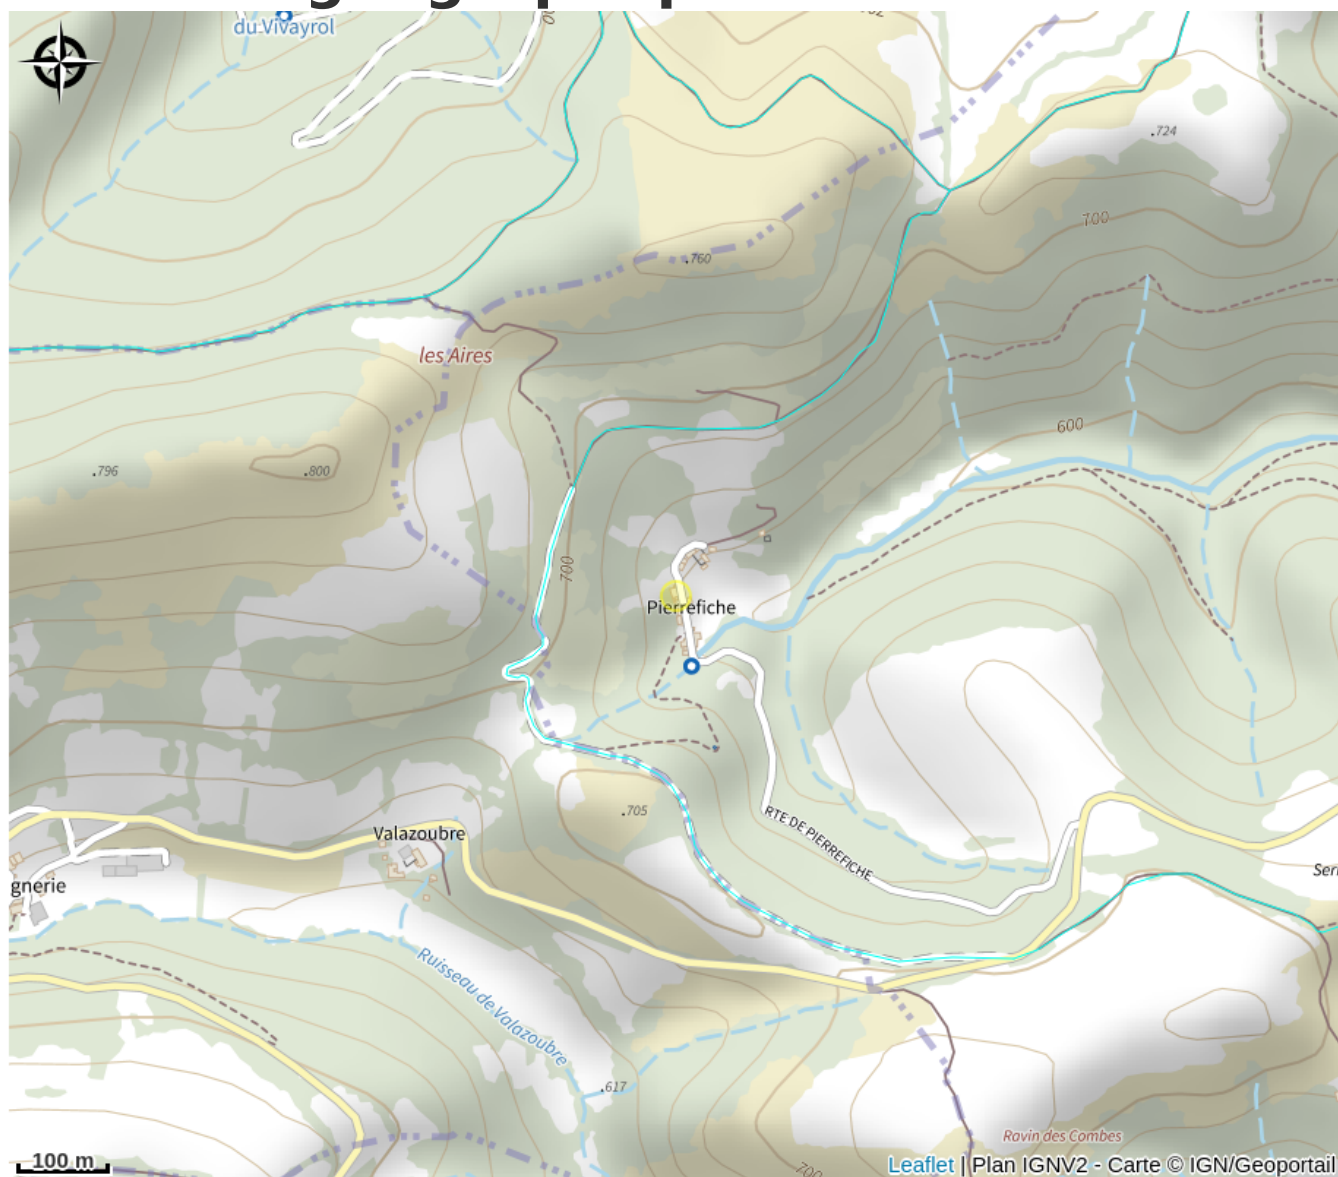 du Vivayrol
.724
700
.760
les Aires
600
.796
.800
700
Pierrefiche
.705
RTE DE PIERREFICHE
Valazoubre
gnerie
Ser
Ruisseau de Valazoubre
.617
Ravin des Combes
700
100 m
Leaflet | Plan IGNV2 - Carte © IGN/Geoportail